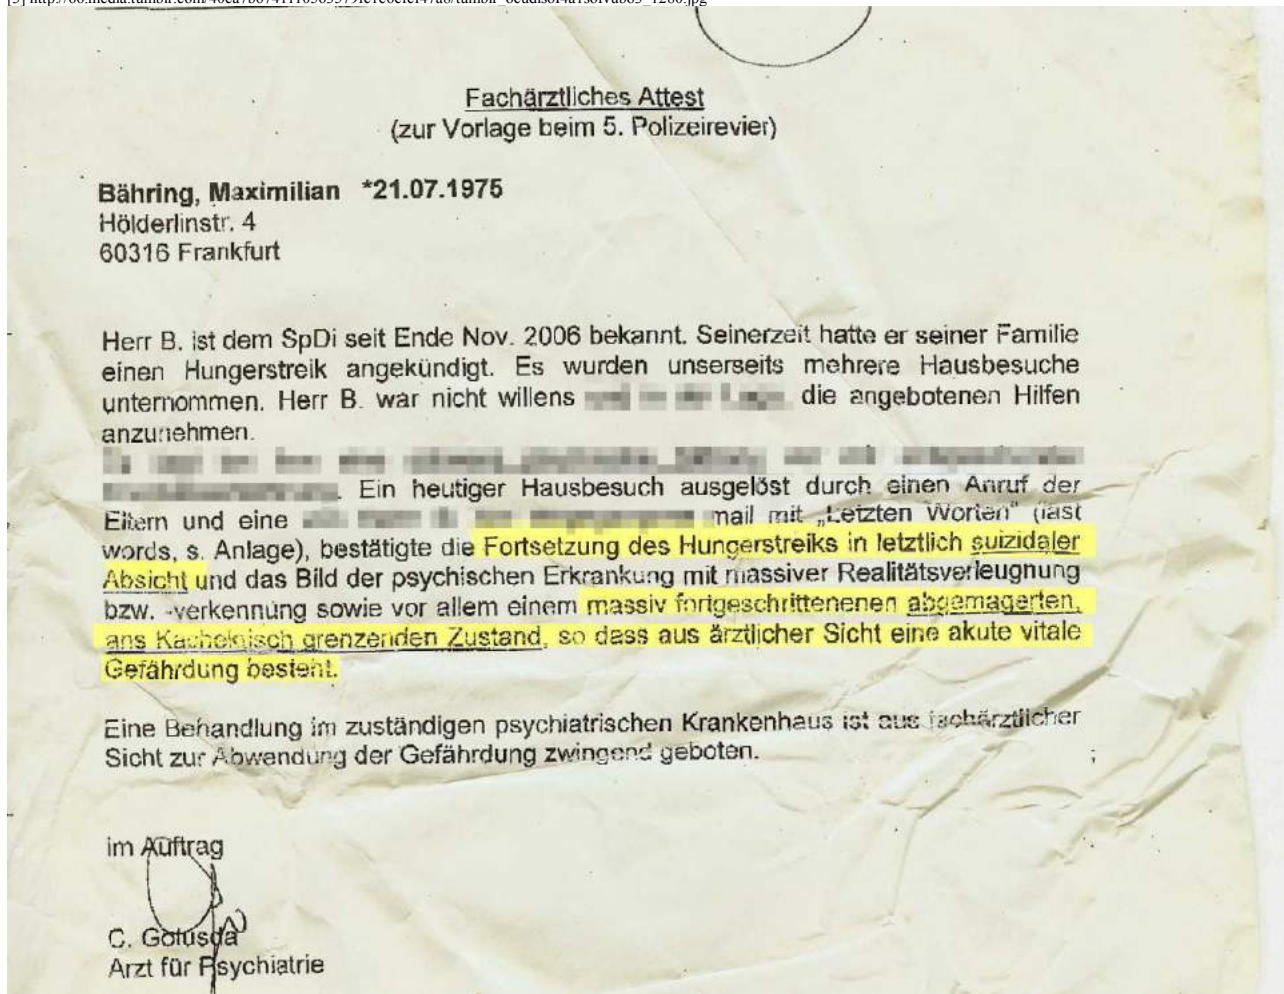 Fachärztliches Attest
(zur Vorlage beim 5. Polizeirevier)
Bähring, Maximilian *21.07.1975
Hölderlinstr. 4
60316 Frankfurt
Herr B. ist dem SpDi seit Ende Nov. 2006 bekannt. Seinerzeit hatte er seiner Familie
einen Hungerstreik angekündigt. Es wurden unserseits mehrere Hausbesuche
unternommen. Herr B. war nicht willens die angebotenen Hilfen
anzunehmen.
. Ein heutiger Hausbesuch ausgelöst durch einen Anruf der
Eltern und eine mail mit „Letzten Worten“ (last
words, s. Anlage), bestätigte die Fortsetzung des Hungerstreiks in letztlich suizidaler
Absicht und das Bild der psychischen Erkrankung mit massiver Realitätsverleugnung
bzw. -verkennung sowie vor allem einem massiv fortgeschrittenenen abgemagerten,
ans Kachektisch grenzenden Zustand, so dass aus ärztlicher Sicht eine akute vitale
Gefährdung besteht.
Eine Behandlung im zuständigen psychiatrischen Krankenhaus ist aus fachärztlicher
Sicht zur Abwendung der Gefährdung zwingend geboten.
im Auftrag
C. Golusda
Arzt für Psychiatrie